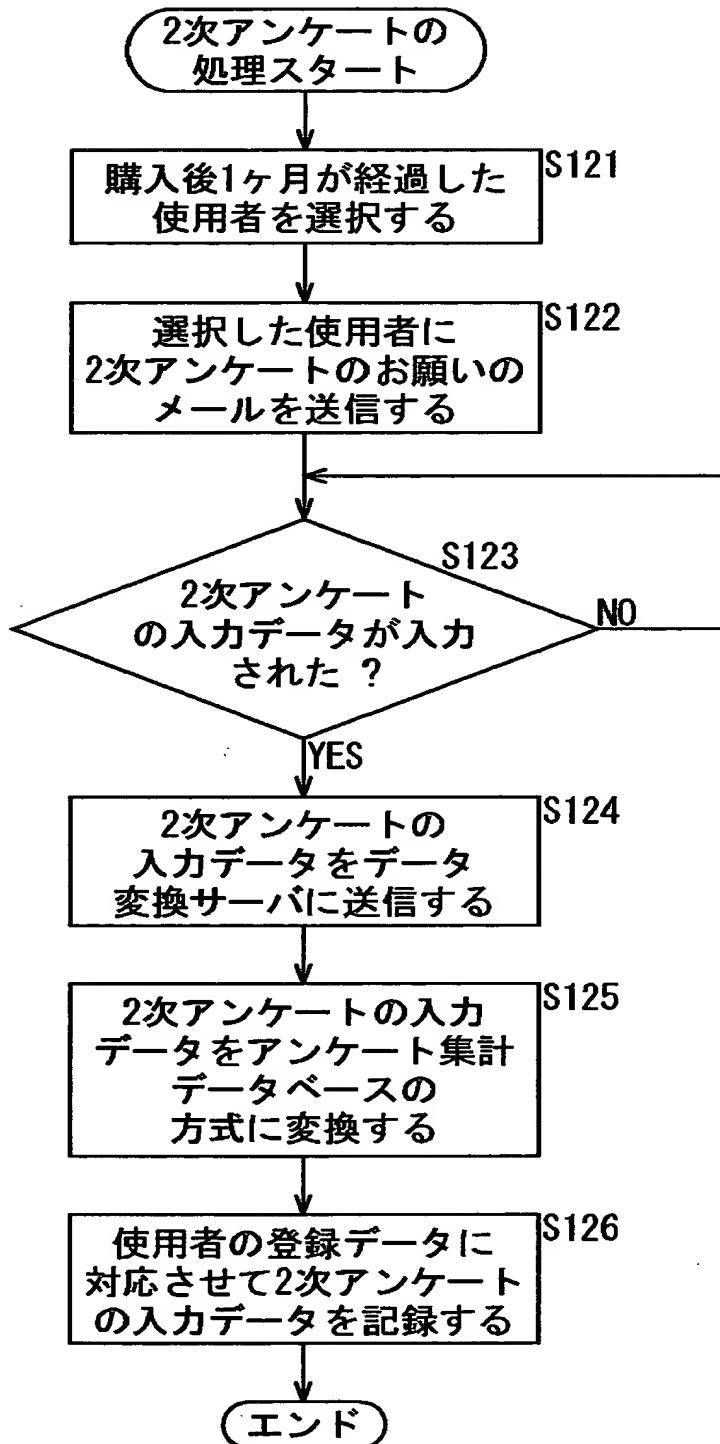 2次アンケートの
処理スタート
S121
購入後1ヶ月が経過した
使用者を選択する
S122
選択した使用者に
2次アンケートのお願いの
メールを送信する
S123
2次アンケート
の入力データが入力
された ?
NO
YES
S124
2次アンケートの
入力データをデータ
変換サーバに送信する
S125
2次アンケートの入力
データをアンケート集計
データベースの
方式に変換する
S126
使用者の登録データに
対応させて2次アンケート
の入力データを記録する
エンド